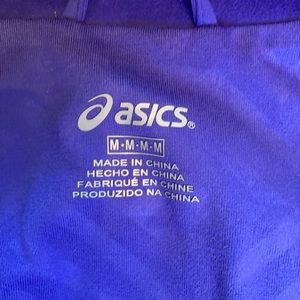 asics®
M•M•M•M
MADE IN CHINA
HECHO EN CHINA
FABRIQUÉ EN CHINE
PRODUZIDO NA CHINA